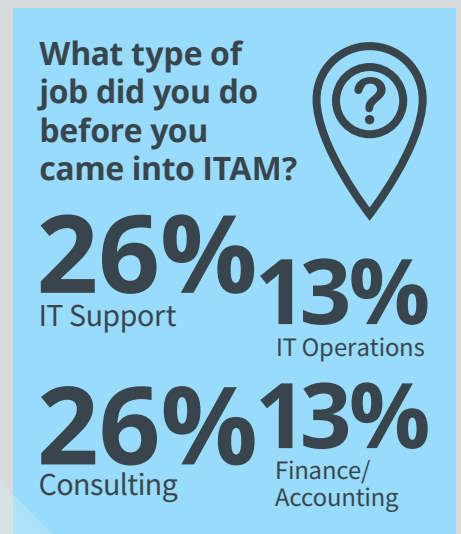 What type of
job did you do
before you
came into ITAM?
?
26%
IT Support
13%
IT Operations
26%
Consulting
13%
Finance/
Accounting